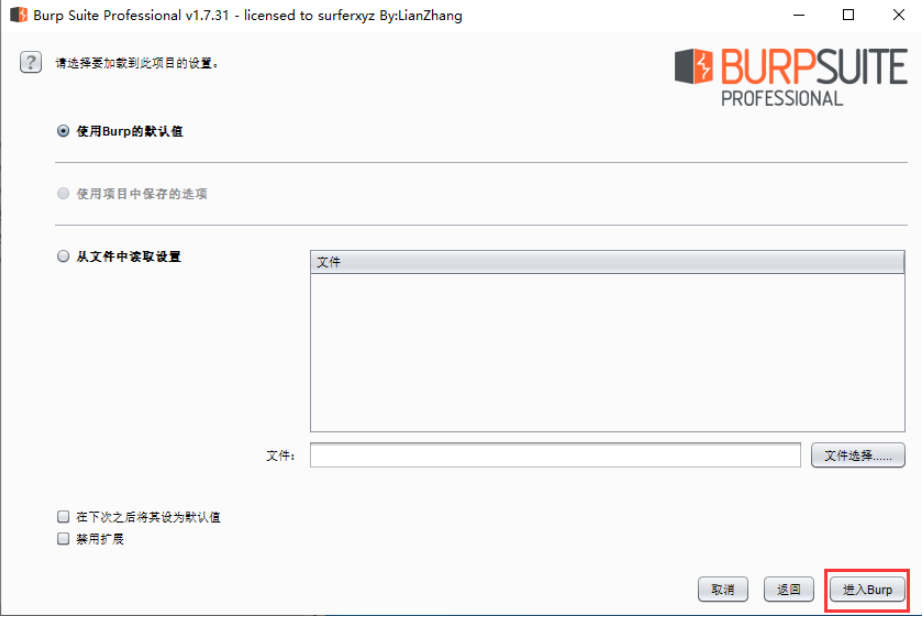 Burp Suite Professional v1.7.31 - licensed to surferxyz By:LianZhang
? 请选择要加载到此项目的设置。
BURPSUITE
PROFESSIONAL
使用Burp的默认值
使用项目中保存的选项
从文件中读取设置
文件
文件:
文件选择......
在下次之后将其设为默认值
禁用扩展
取消 返回 进入Burp